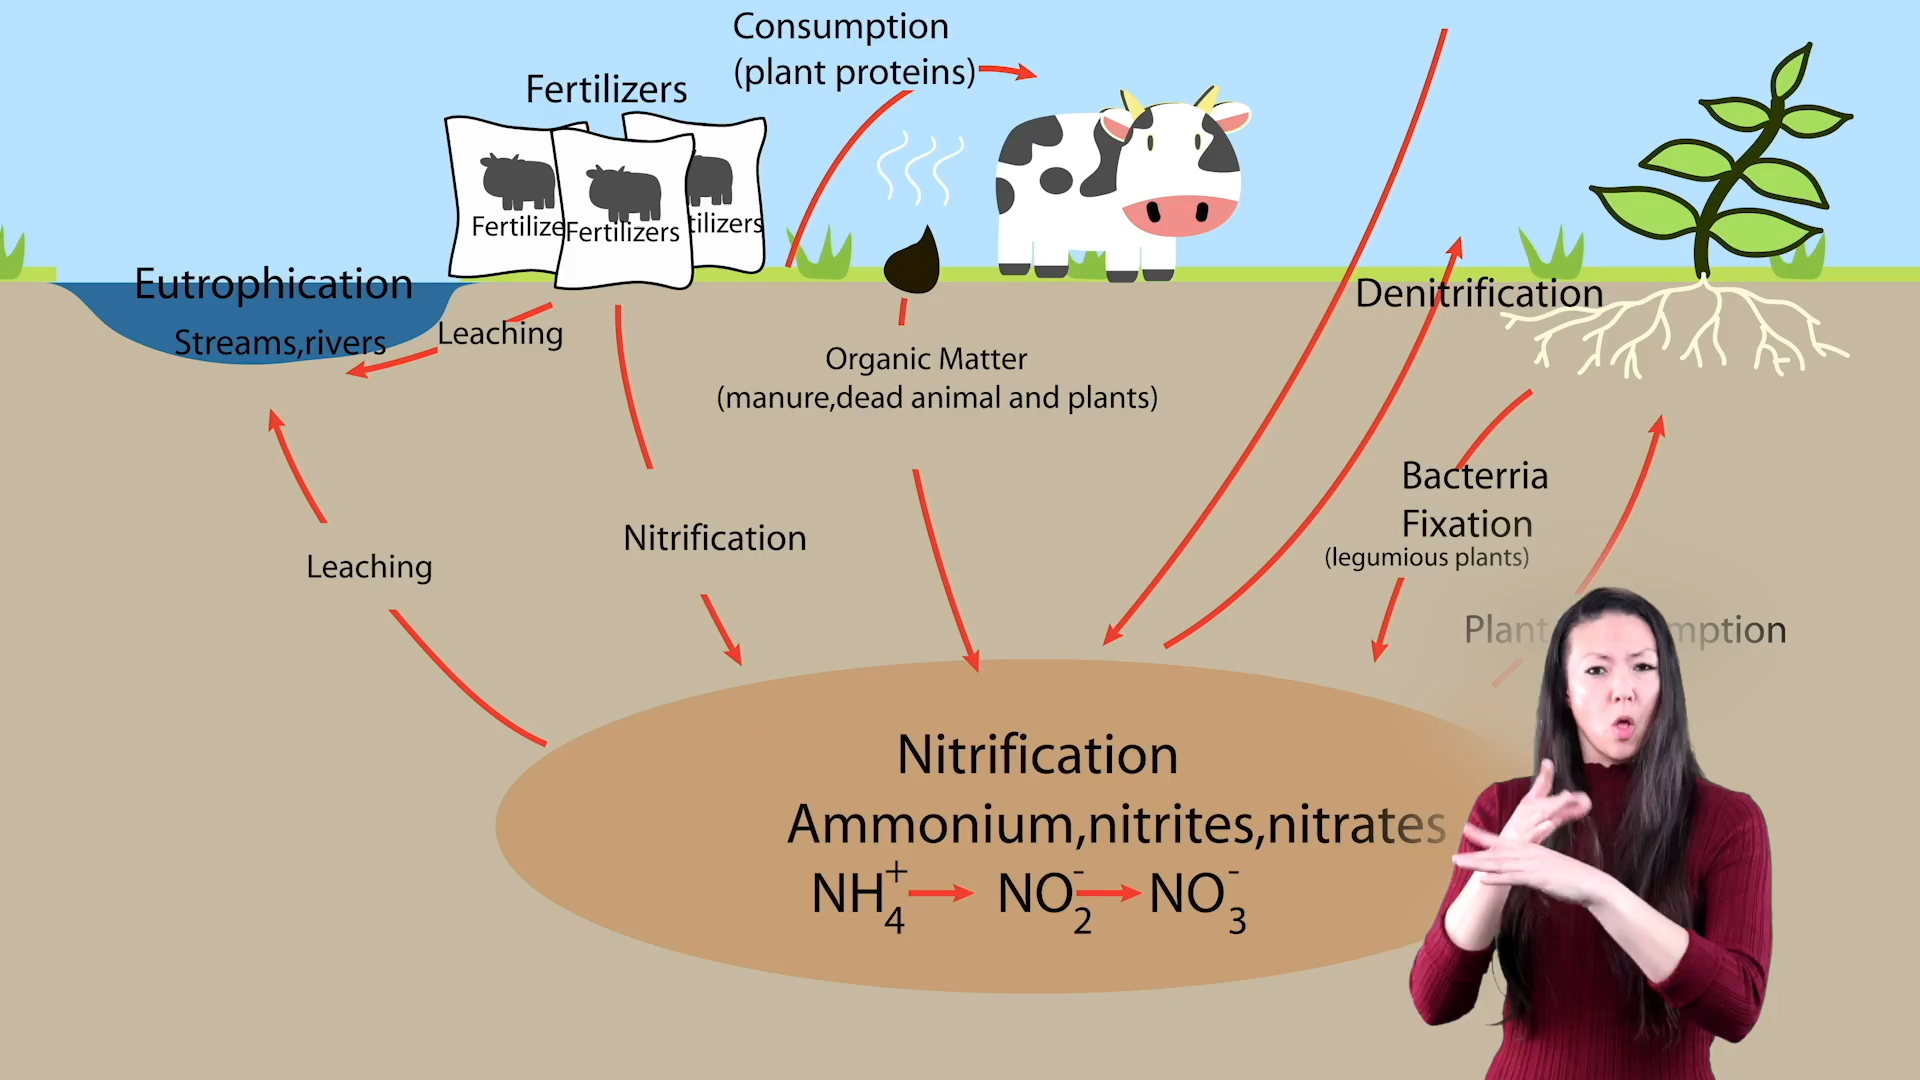 Consumption
(plant proteins)
Fertilizers
Fertilize
Fertilizers
tilizers
Eutrophication
Streams,rivers
Leaching
Organic Matter
(manure,dead animal and plants)
Denitrification
Bacterria
Fixation
(legumious plants)
Nitrification
Leaching
Plant mption
Nitrification
Ammonium,nitrites,nitrates
NH₄⁺ → NO₂⁻ → NO₃⁻